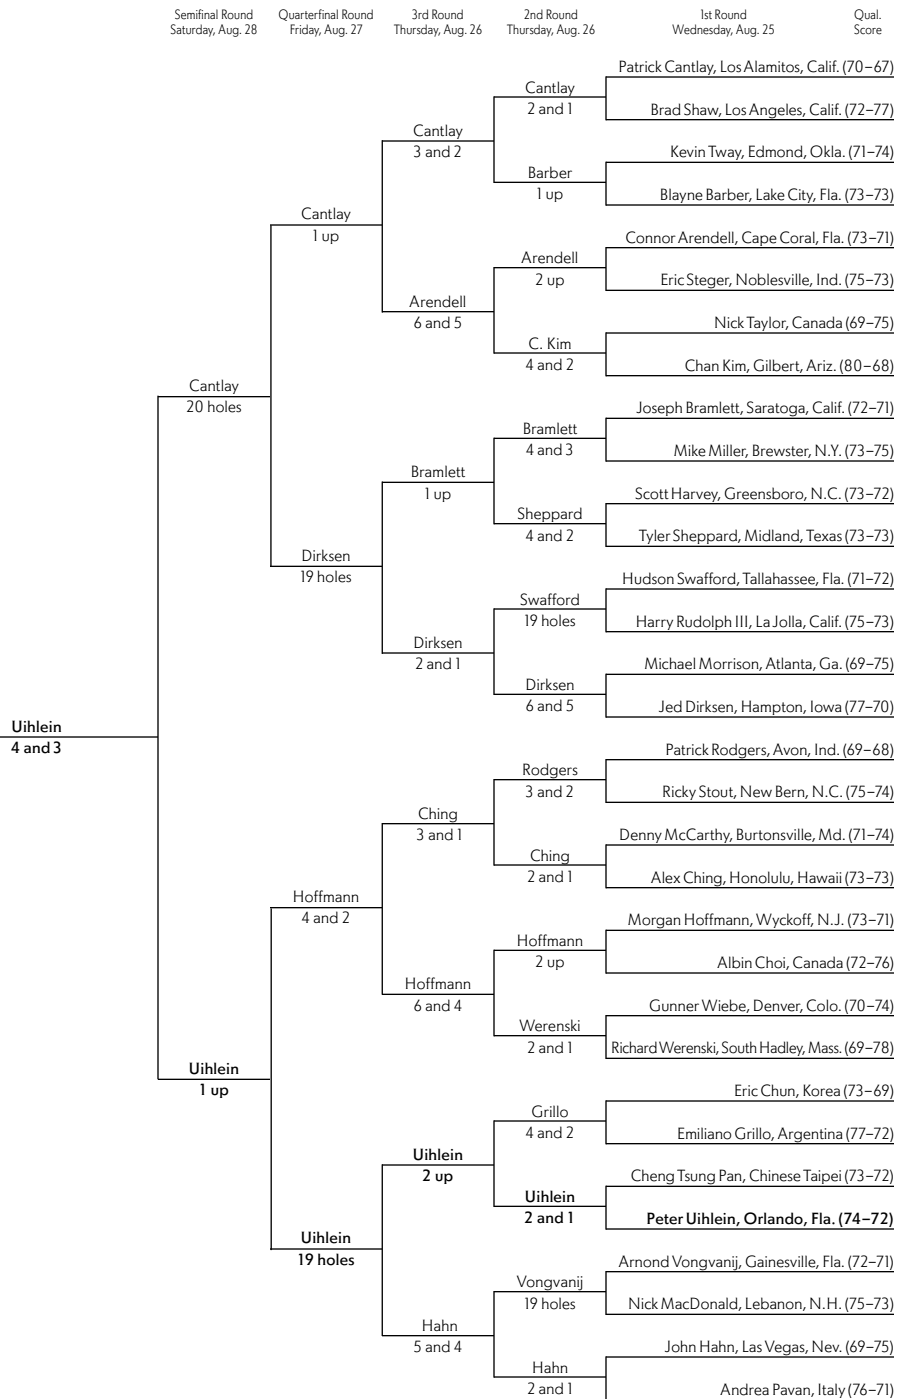 Semifinal Round
Saturday, Aug. 28
Quarterfinal Round
Friday, Aug. 27
3rd Round
Thursday, Aug. 26
2nd Round
Thursday, Aug. 26
1st Round
Wednesday, Aug. 25
Qual.
Score
Patrick Cantlay, Los Alamitos, Calif. (70–67)
Cantlay
2 and 1
Brad Shaw, Los Angeles, Calif. (72–77)
Cantlay
3 and 2
Kevin Tway, Edmond, Okla. (71–74)
Barber
1 up
Blayne Barber, Lake City, Fla. (73–73)
Cantlay
1 up
Connor Arendell, Cape Coral, Fla. (73–71)
Arendell
2 up
Eric Steger, Noblesville, Ind. (75–73)
Arendell
6 and 5
Nick Taylor, Canada (69–75)
C. Kim
4 and 2
Chan Kim, Gilbert, Ariz. (80–68)
Cantlay
20 holes
Joseph Bramlett, Saratoga, Calif. (72–71)
Bramlett
4 and 3
Mike Miller, Brewster, N.Y. (73–75)
Bramlett
1 up
Scott Harvey, Greensboro, N.C. (73–72)
Sheppard
4 and 2
Tyler Sheppard, Midland, Texas (73–73)
Dirksen
19 holes
Hudson Swafford, Tallahassee, Fla. (71–72)
Swafford
19 holes
Harry Rudolph III, La Jolla, Calif. (75–73)
Dirksen
2 and 1
Michael Morrison, Atlanta, Ga. (69–75)
Dirksen
6 and 5
Jed Dirksen, Hampton, Iowa (77–70)
Uihlein
4 and 3
Patrick Rodgers, Avon, Ind. (69–68)
Rodgers
3 and 2
Ricky Stout, New Bern, N.C. (75–74)
Ching
3 and 1
Denny McCarthy, Burtonsville, Md. (71–74)
Ching
2 and 1
Alex Ching, Honolulu, Hawaii (73–73)
Hoffmann
4 and 2
Morgan Hoffmann, Wyckoff, N.J. (73–71)
Hoffmann
2 up
Albin Choi, Canada (72–76)
Hoffmann
6 and 4
Gunner Wiebe, Denver, Colo. (70–74)
Werenski
2 and 1
Richard Werenski, South Hadley, Mass. (69–78)
Uihlein
1 up
Eric Chun, Korea (73–69)
Grillo
4 and 2
Emiliano Grillo, Argentina (77–72)
Uihlein
2 up
Cheng Tsung Pan, Chinese Taipei (73–72)
Uihlein
2 and 1
Peter Uihlein, Orlando, Fla. (74–72)
Uihlein
19 holes
Arnond Vongvanij, Gainesville, Fla. (72–71)
Vongvanij
19 holes
Nick MacDonald, Lebanon, N.H. (75–73)
Hahn
5 and 4
John Hahn, Las Vegas, Nev. (69–75)
Hahn
2 and 1
Andrea Pavan, Italy (76–71)